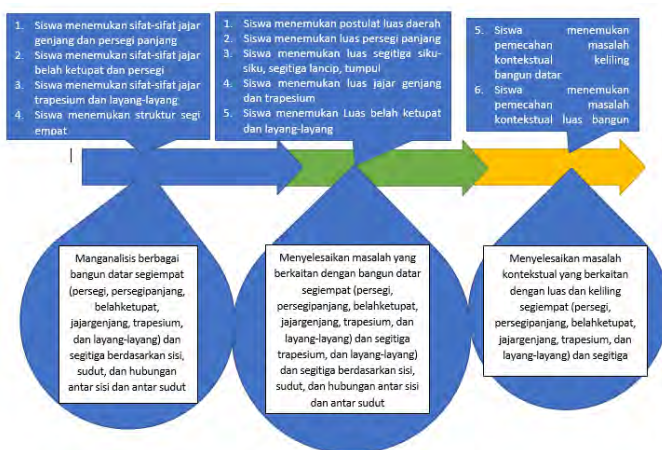 1. Siswa menemukan sifat-sifat jajar
genjang dan persegi panjang
2. Siswa menemukan sifat-sifat jajar
belah ketupat dan persegi
3. Siswa menemukan sifat-sifat jajar
trapesium dan layang-layang
4. Siswa menemukan struktur segi
empat
1. Siswa menemukan postulat luas daerah
2. Siswa menemukan luas persegi panjang
3. Siswa menemukan luas segitiga siku-
siku, segitiga lancip, tumpul
4. Siswa menemukan luas jajar genjang
dan trapesium
5. Siswa menemukan Luas belah ketupat
dan layang-layang
5. Siswa menemukan
pemecahan masalah
kontekstual keliling
bangun datar
6. Siswa menemukan
pemecahan masalah
kontekstual luas bangun
Manganalisis berbagai
bangun datar segiempat
(persegi, persegipanjang,
belahketupat,
jajargenjang, trapesium,
dan layang-layang) dan
segitiga berdasarkan sisi,
sudut, dan hubungan
antar sisi dan antar sudut
Menyelesaikan masalah yang
berkaitan dengan bangun datar
segiempat (persegi,
persegipanjang, belahketupat,
jajargenjang, trapesium, dan
layang-layang) dan segitiga
trapesium, dan layang-layang)
dan segitiga berdasarkan sisi,
sudut, dan hubungan antar sisi
dan antar sudut
Menyelesaikan masalah
kontekstual yang berkaitan
dengan luas dan keliling
segiempat (persegi,
persegipanjang, belahketupat,
jajargenjang, trapesium, dan
layang-layang) dan segitiga